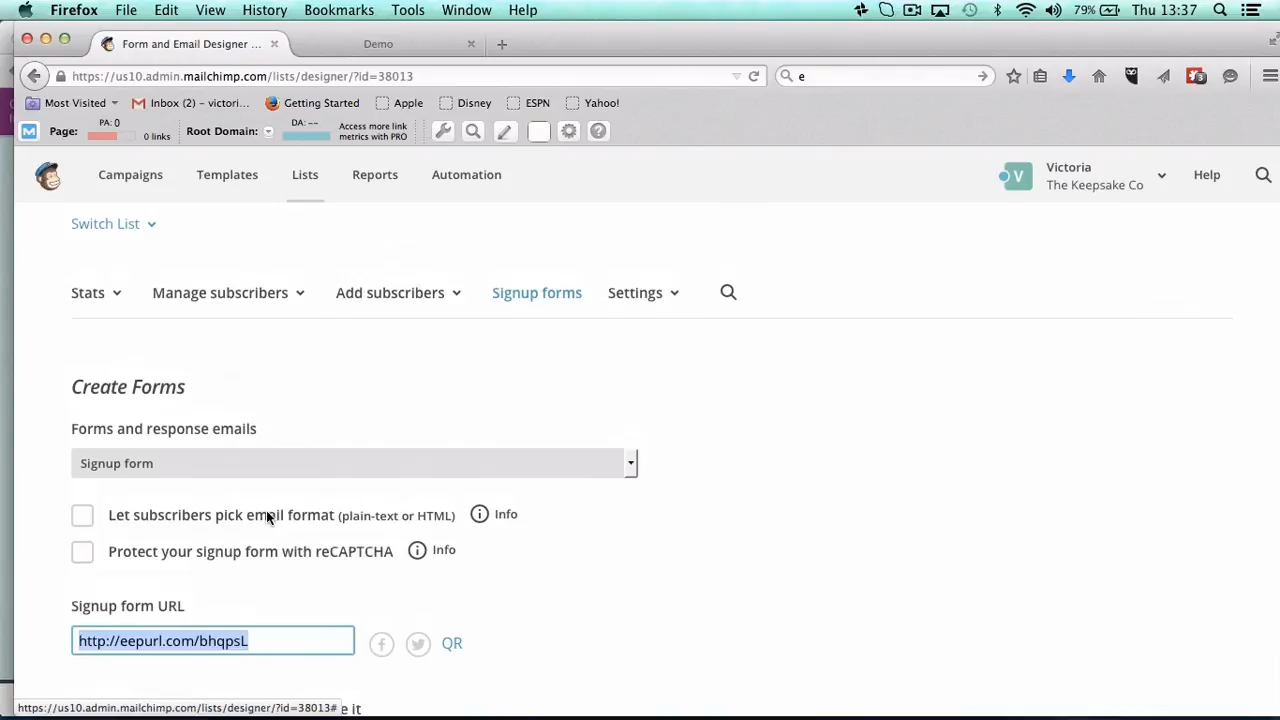 Firefox File Edit View History Bookmarks Tools Window Help 79% Thu 13:37
Form and Email Designer ... Demo
https://us10.admin.mailchimp.com/lists/designer/?id=38013 e 3
Most Visited Inbox (2) – victori... Getting Started Apple Disney ESPN Yahoo!
Page: PA: 0 0 links Root Domain: DA: -- Access more link metrics with PRO
Campaigns Templates Lists Reports Automation V Victoria The Keepsake Co Help
Switch List
Stats Manage subscribers Add subscribers Signup forms Settings
Create Forms
Forms and response emails
Signup form
Let subscribers pick email format (plain-text or HTML) Info
Protect your signup form with reCAPTCHA Info
Signup form URL
http://eepurl.com/bhqpsL QR
https://us10.admin.mailchimp.com/lists/designer/?id=38013# e it